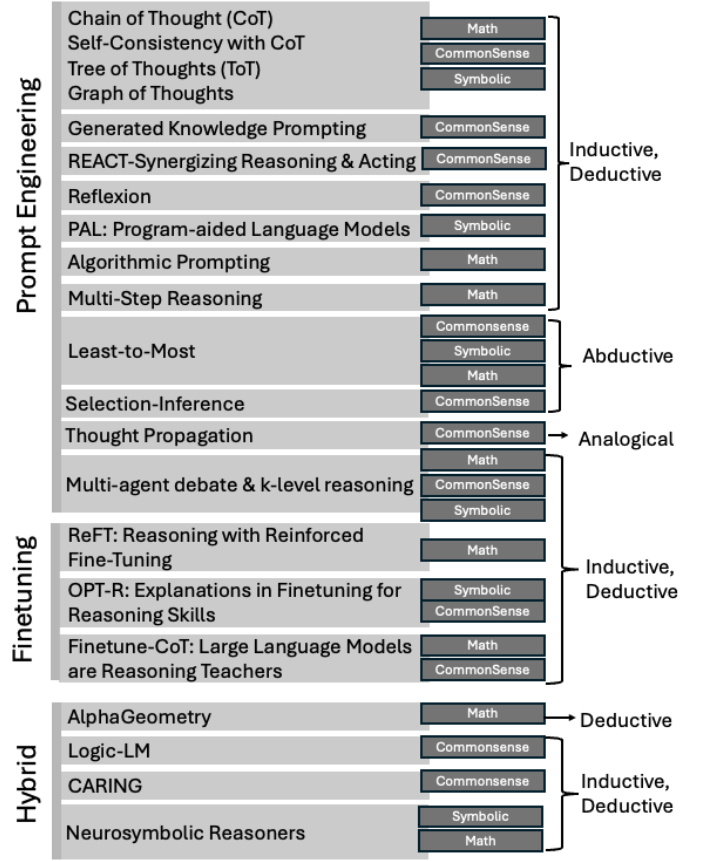 Prompt Engineering
Chain of Thought (CoT)
Self-Consistency with CoT
Tree of Thoughts (ToT)
Graph of Thoughts
Math
CommonSense
Symbolic
Generated Knowledge Prompting
CommonSense
REACT-Synergizing Reasoning & Acting
CommonSense
Reflexion
CommonSense
PAL: Program-aided Language Models
Symbolic
Algorithmic Prompting
Math
Multi-Step Reasoning
Math
Inductive,
Deductive
Least-to-Most
Commonsense
Symbolic
Math
Selection-Inference
CommonSense
Abductive
Thought Propagation
CommonSense
Analogical
Multi-agent debate & k-level reasoning
Math
CommonSense
Symbolic
Finetuning
ReFT: Reasoning with Reinforced
Fine-Tuning
Math
OPT-R: Explanations in Finetuning for
Reasoning Skills
Symbolic
CommonSense
Finetune-CoT: Large Language Models
are Reasoning Teachers
Math
CommonSense
Inductive,
Deductive
Hybrid
AlphaGeometry
Math
Deductive
Logic-LM
Commonsense
CARING
Commonsense
Neurosymbolic Reasoners
Symbolic
Math
Inductive,
Deductive